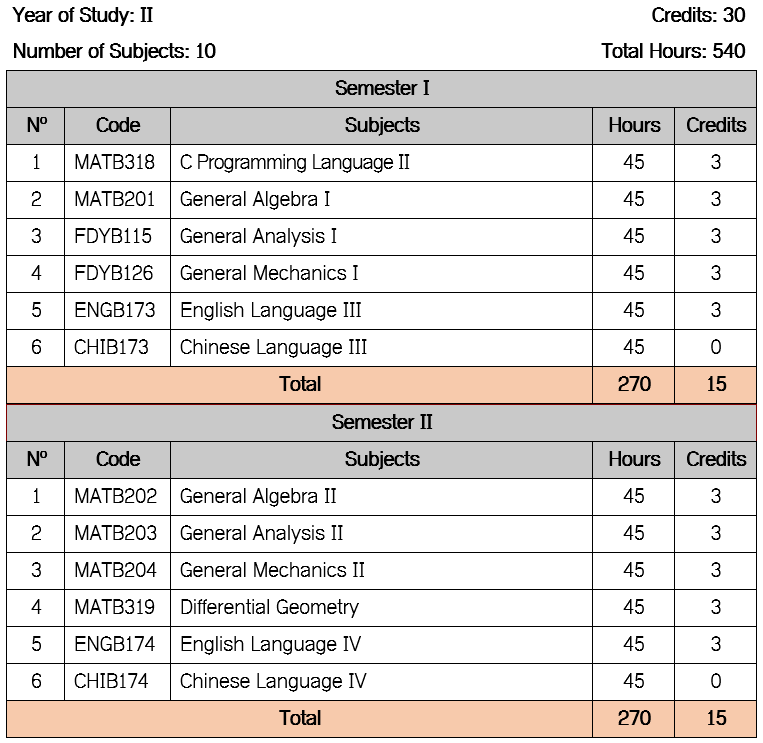 Year of Study: II Credits: 30
Number of Subjects: 10 Total Hours: 540
Semester I
Nº Code Subjects Hours Credits
1 MATB318 C Programming Language II 45 3
2 MATB201 General Algebra I 45 3
3 FDYB115 General Analysis I 45 3
4 FDYB126 General Mechanics I 45 3
5 ENGB173 English Language III 45 3
6 CHIB173 Chinese Language III 45 0
Total 270 15
Semester II
Nº Code Subjects Hours Credits
1 MATB202 General Algebra II 45 3
2 MATB203 General Analysis II 45 3
3 MATB204 General Mechanics II 45 3
4 MATB319 Differential Geometry 45 3
5 ENGB174 English Language IV 45 3
6 CHIB174 Chinese Language IV 45 0
Total 270 15